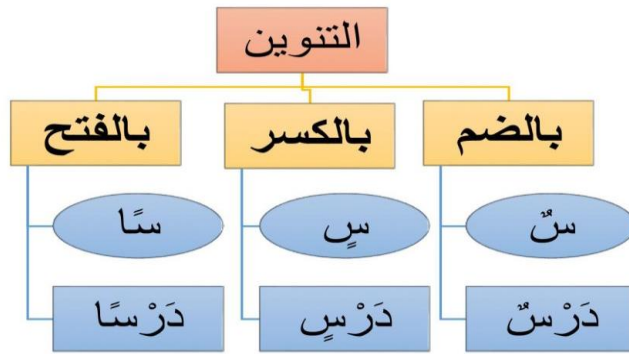 التنوين
بالضم
بالكسر
بالفتح
سٌ
سٍ
سًا
دَرْسٌ
دَرْسٍ
دَرْسًا